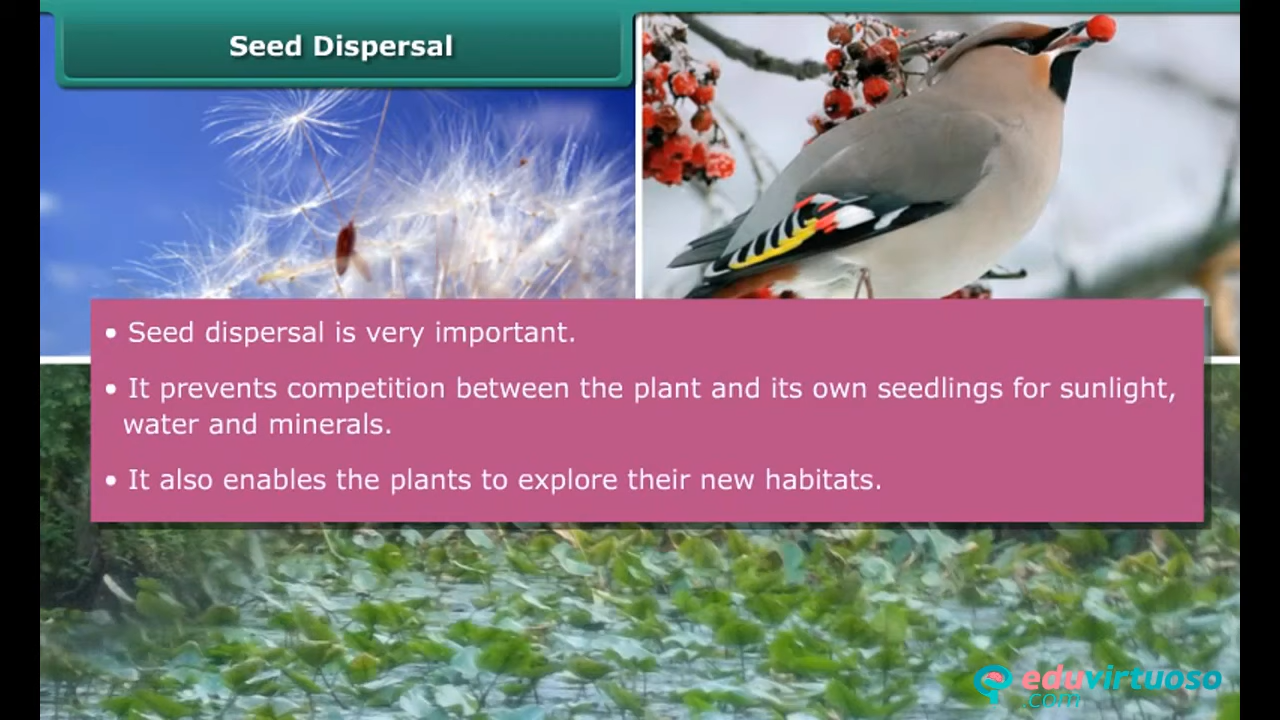 Seed Dispersal
• Seed dispersal is very important.
• It prevents competition between the plant and its own seedlings for sunlight,
water and minerals.
• It also enables the plants to explore their new habitats.
eduvirtuoso
.com